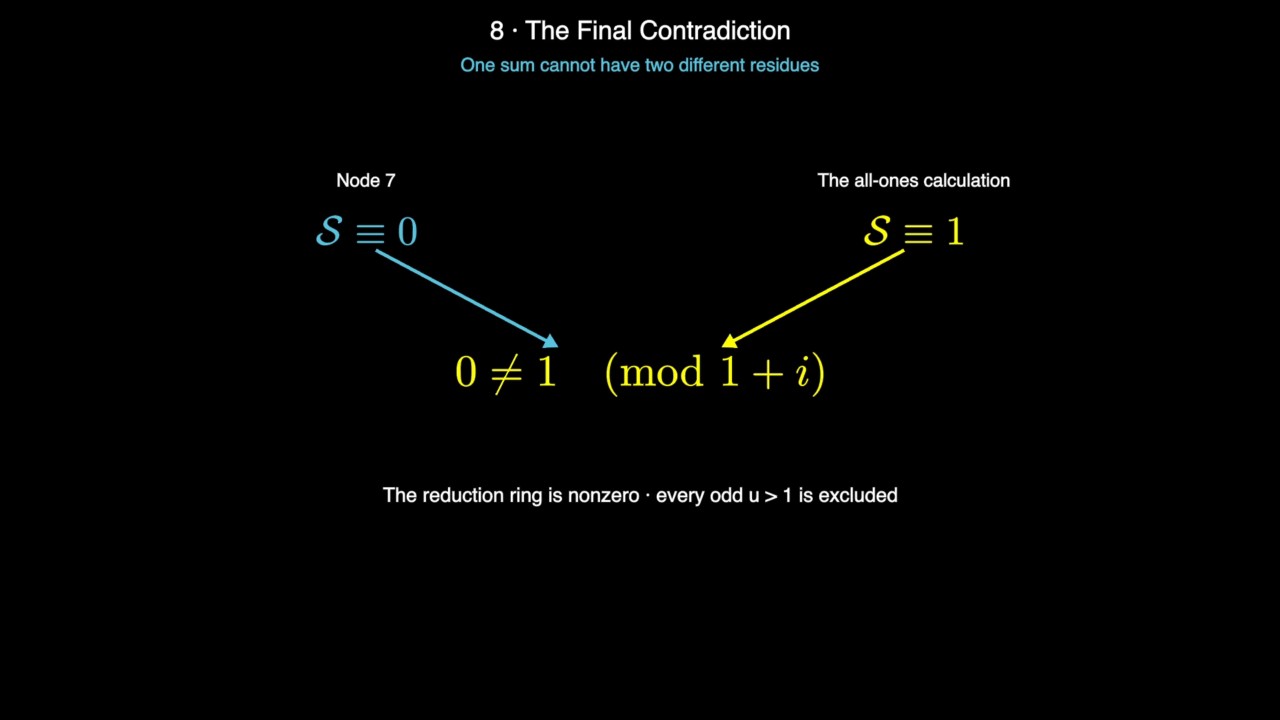 8 · The Final Contradiction
One sum cannot have two different residues
Node 7
The all-ones calculation
𝒮 ≡ 0
𝒮 ≡ 1
0 ≠ 1 (mod 1 + i)
The reduction ring is nonzero · every odd u > 1 is excluded